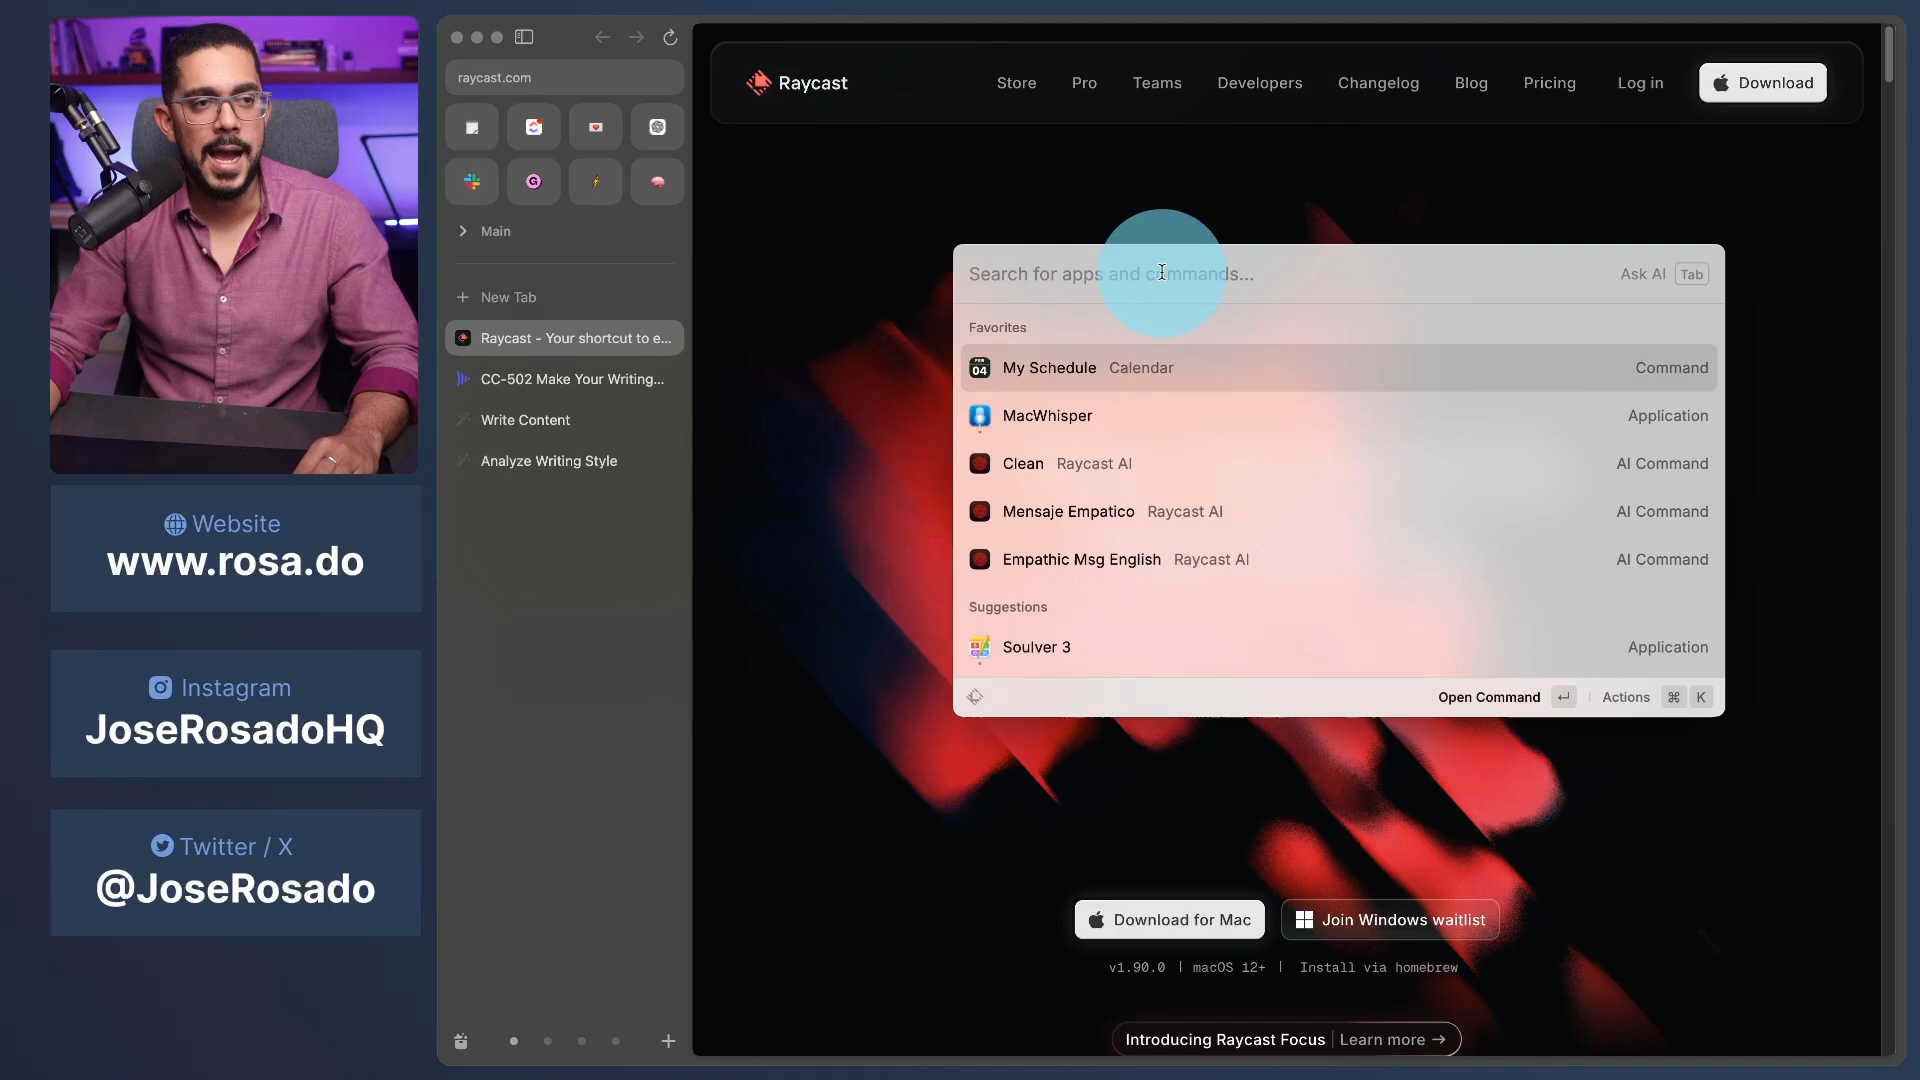 Website
www.rosa.do
Instagram
JoseRosadoHQ
Twitter / X
@JoseRosado
raycast.com
Main
New Tab
Raycast - Your shortcut to e...
CC-502 Make Your Writing...
Write Content
Analyze Writing Style
Raycast
Store
Pro
Teams
Developers
Changelog
Blog
Pricing
Log in
Download
Search for apps and commands...
Ask AI Tab
Favorites
FEB
04
My Schedule Calendar Command
MacWhisper Application
Clean Raycast AI AI Command
Mensaje Empatico Raycast AI AI Command
Empathic Msg English Raycast AI AI Command
Suggestions
Soulver 3 Application
Open Command ↵ | Actions ⌘ K
Download for Mac
Join Windows waitlist
v1.90.0 | macOS 12+ | Install via homebrew
Introducing Raycast Focus | Learn more →